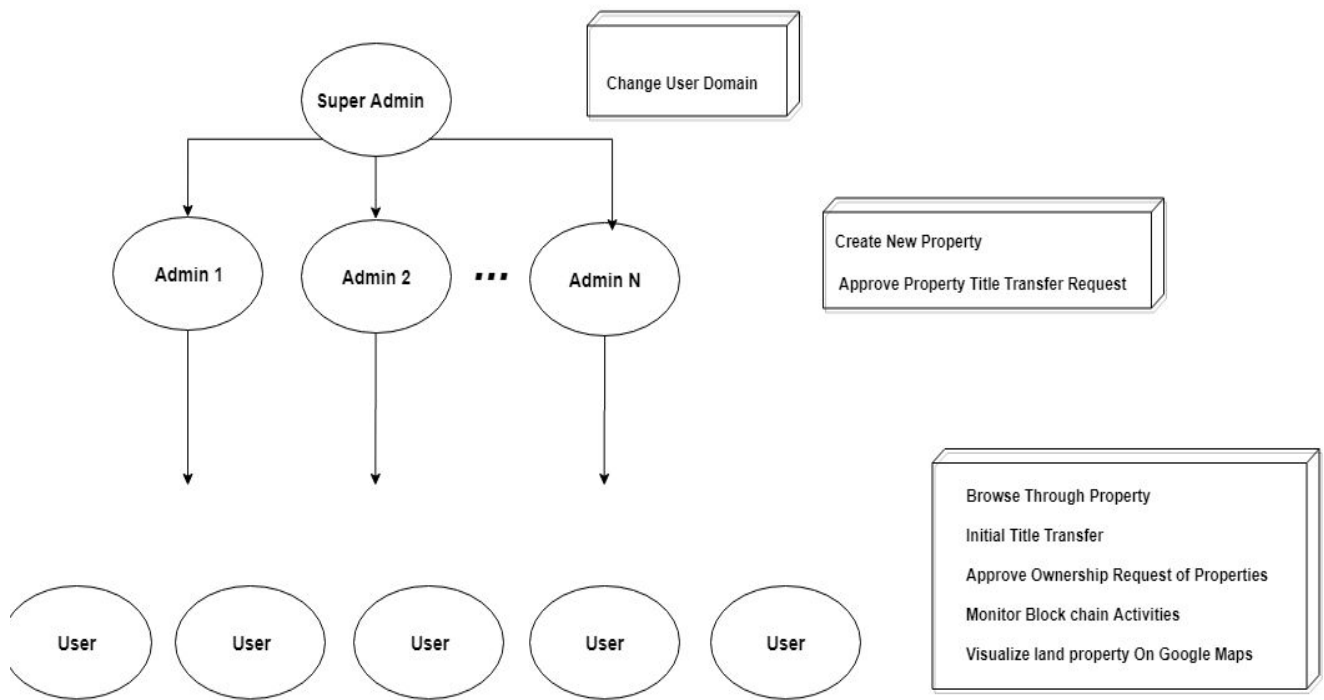 Super Admin
Change User Domain
Admin 1
Admin 2
...
Admin N
Create New Property
Approve Property Title Transfer Request
Browse Through Property
Initial Title Transfer
Approve Ownership Request of Properties
Monitor Block chain Activities
Visualize land property On Google Maps
User
User
User
User
User